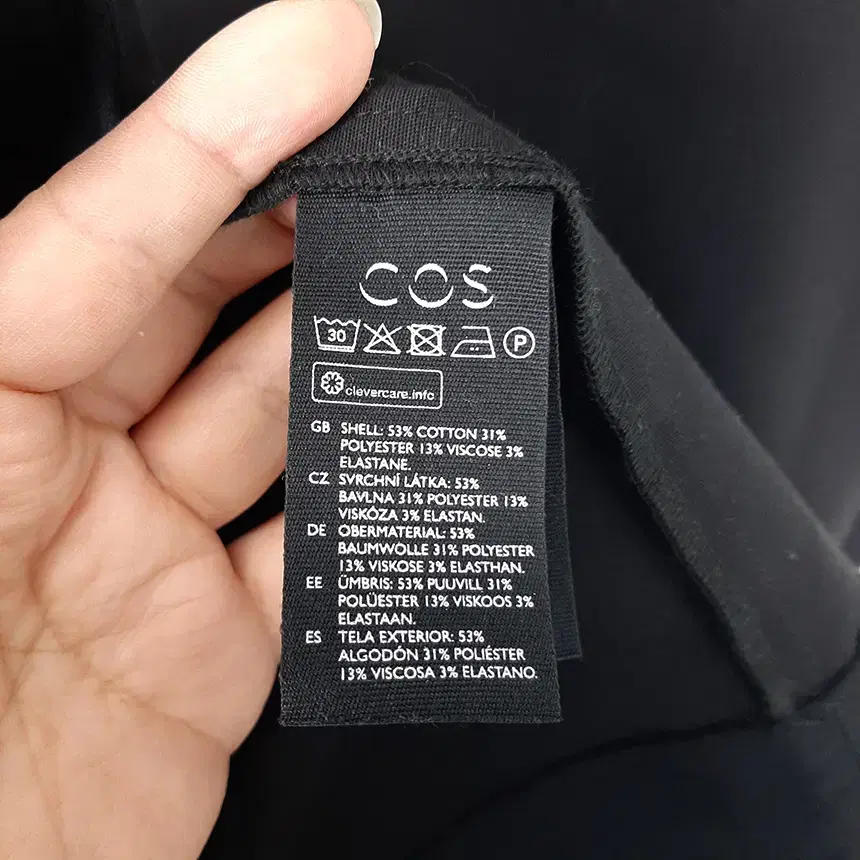 COS
30 P
clevercare.info
GB SHELL: 53% COTTON 31%
POLYESTER 13% VISCOSE 3%
ELASTANE.
CZ SVRCHNÍ LÁTKA: 53%
BAVLNA 31% POLYESTER 13%
VISKÓZA 3% ELASTAN.
DE OBERMATERIAL: 53%
BAUMWOLLE 31% POLYESTER
13% VISKOSE 3% ELASTHAN.
EE ÜMBRIS: 53% PUUVILL 31%
POLÜESTER 13% VISKOOS 3%
ELASTAAN.
ES TELA EXTERIOR: 53%
ALGODÓN 31% POLIÉSTER
13% VISCOSA 3% ELASTANO.